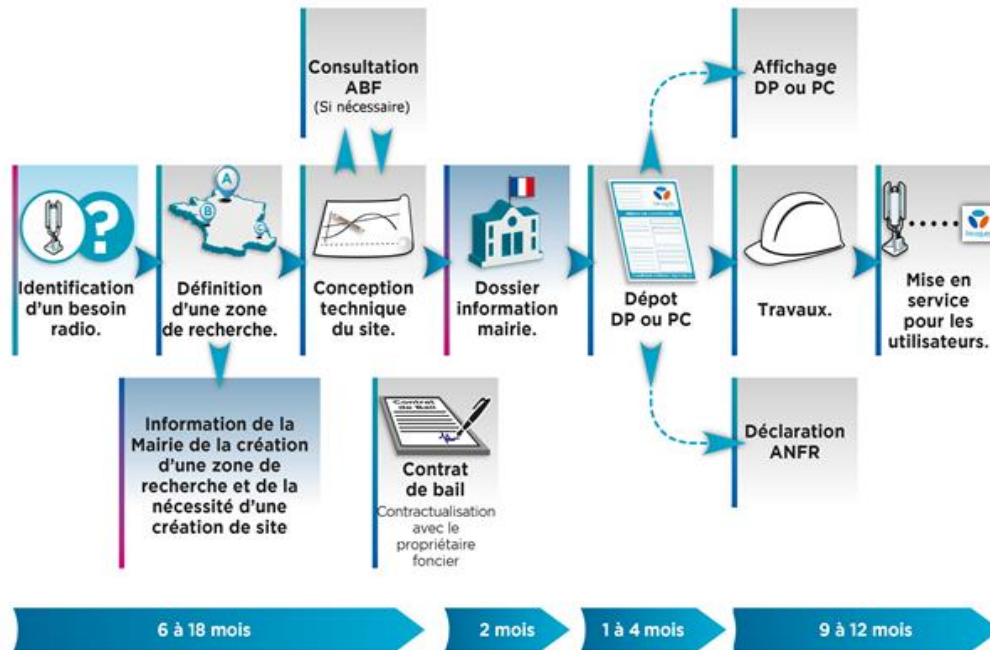 Consultation
ABF
(Si nécessaire)
Affichage
DP ou PC
A
B
C
?
Identification
d'un besoin
radio.
Définition
d'une zone
de recherche.
Conception
technique
du site.
Dossier
information
mairie.
Dépot
DP ou PC
Travaux.
Mise en
service
pour les
utilisateurs.
Information de la
Mairie de la création
d'une zone de
recherche et de la
nécessité d'une
création de site
Contrat
de Bail
Contrat
de bail
Contractualisation
avec le
propriétaire
foncier
Déclaration
ANFR
6 à 18 mois
2 mois
1 à 4 mois
9 à 12 mois